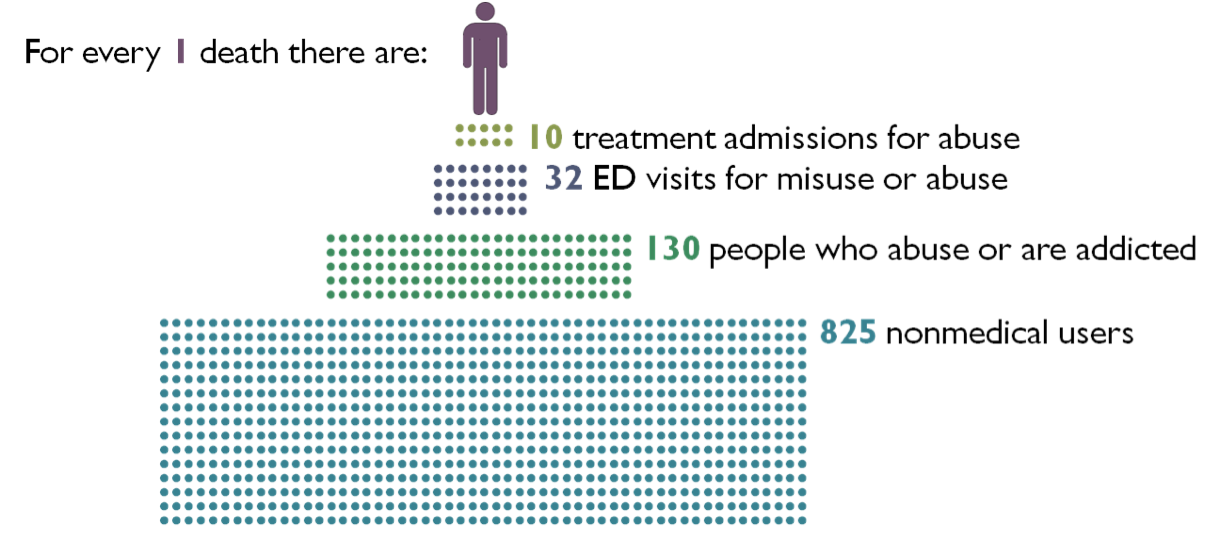 For every 1 death there are:
10 treatment admissions for abuse
32 ED visits for misuse or abuse
130 people who abuse or are addicted
825 nonmedical users